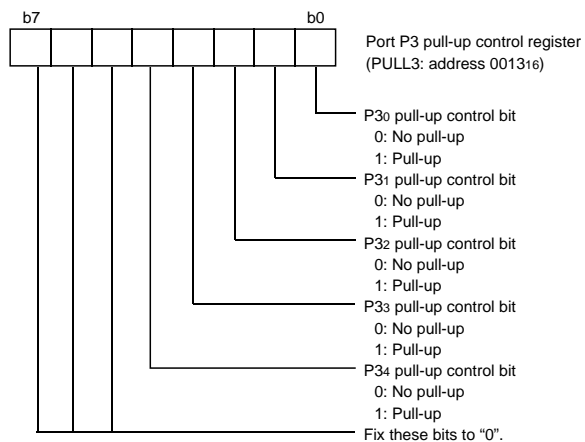 b7 b0
Port P3 pull-up control register
(PULL3: address 0013₁₆)
P3₀ pull-up control bit
0: No pull-up
1: Pull-up
P3₁ pull-up control bit
0: No pull-up
1: Pull-up
P3₂ pull-up control bit
0: No pull-up
1: Pull-up
P3₃ pull-up control bit
0: No pull-up
1: Pull-up
P3₄ pull-up control bit
0: No pull-up
1: Pull-up
Fix these bits to “0”.